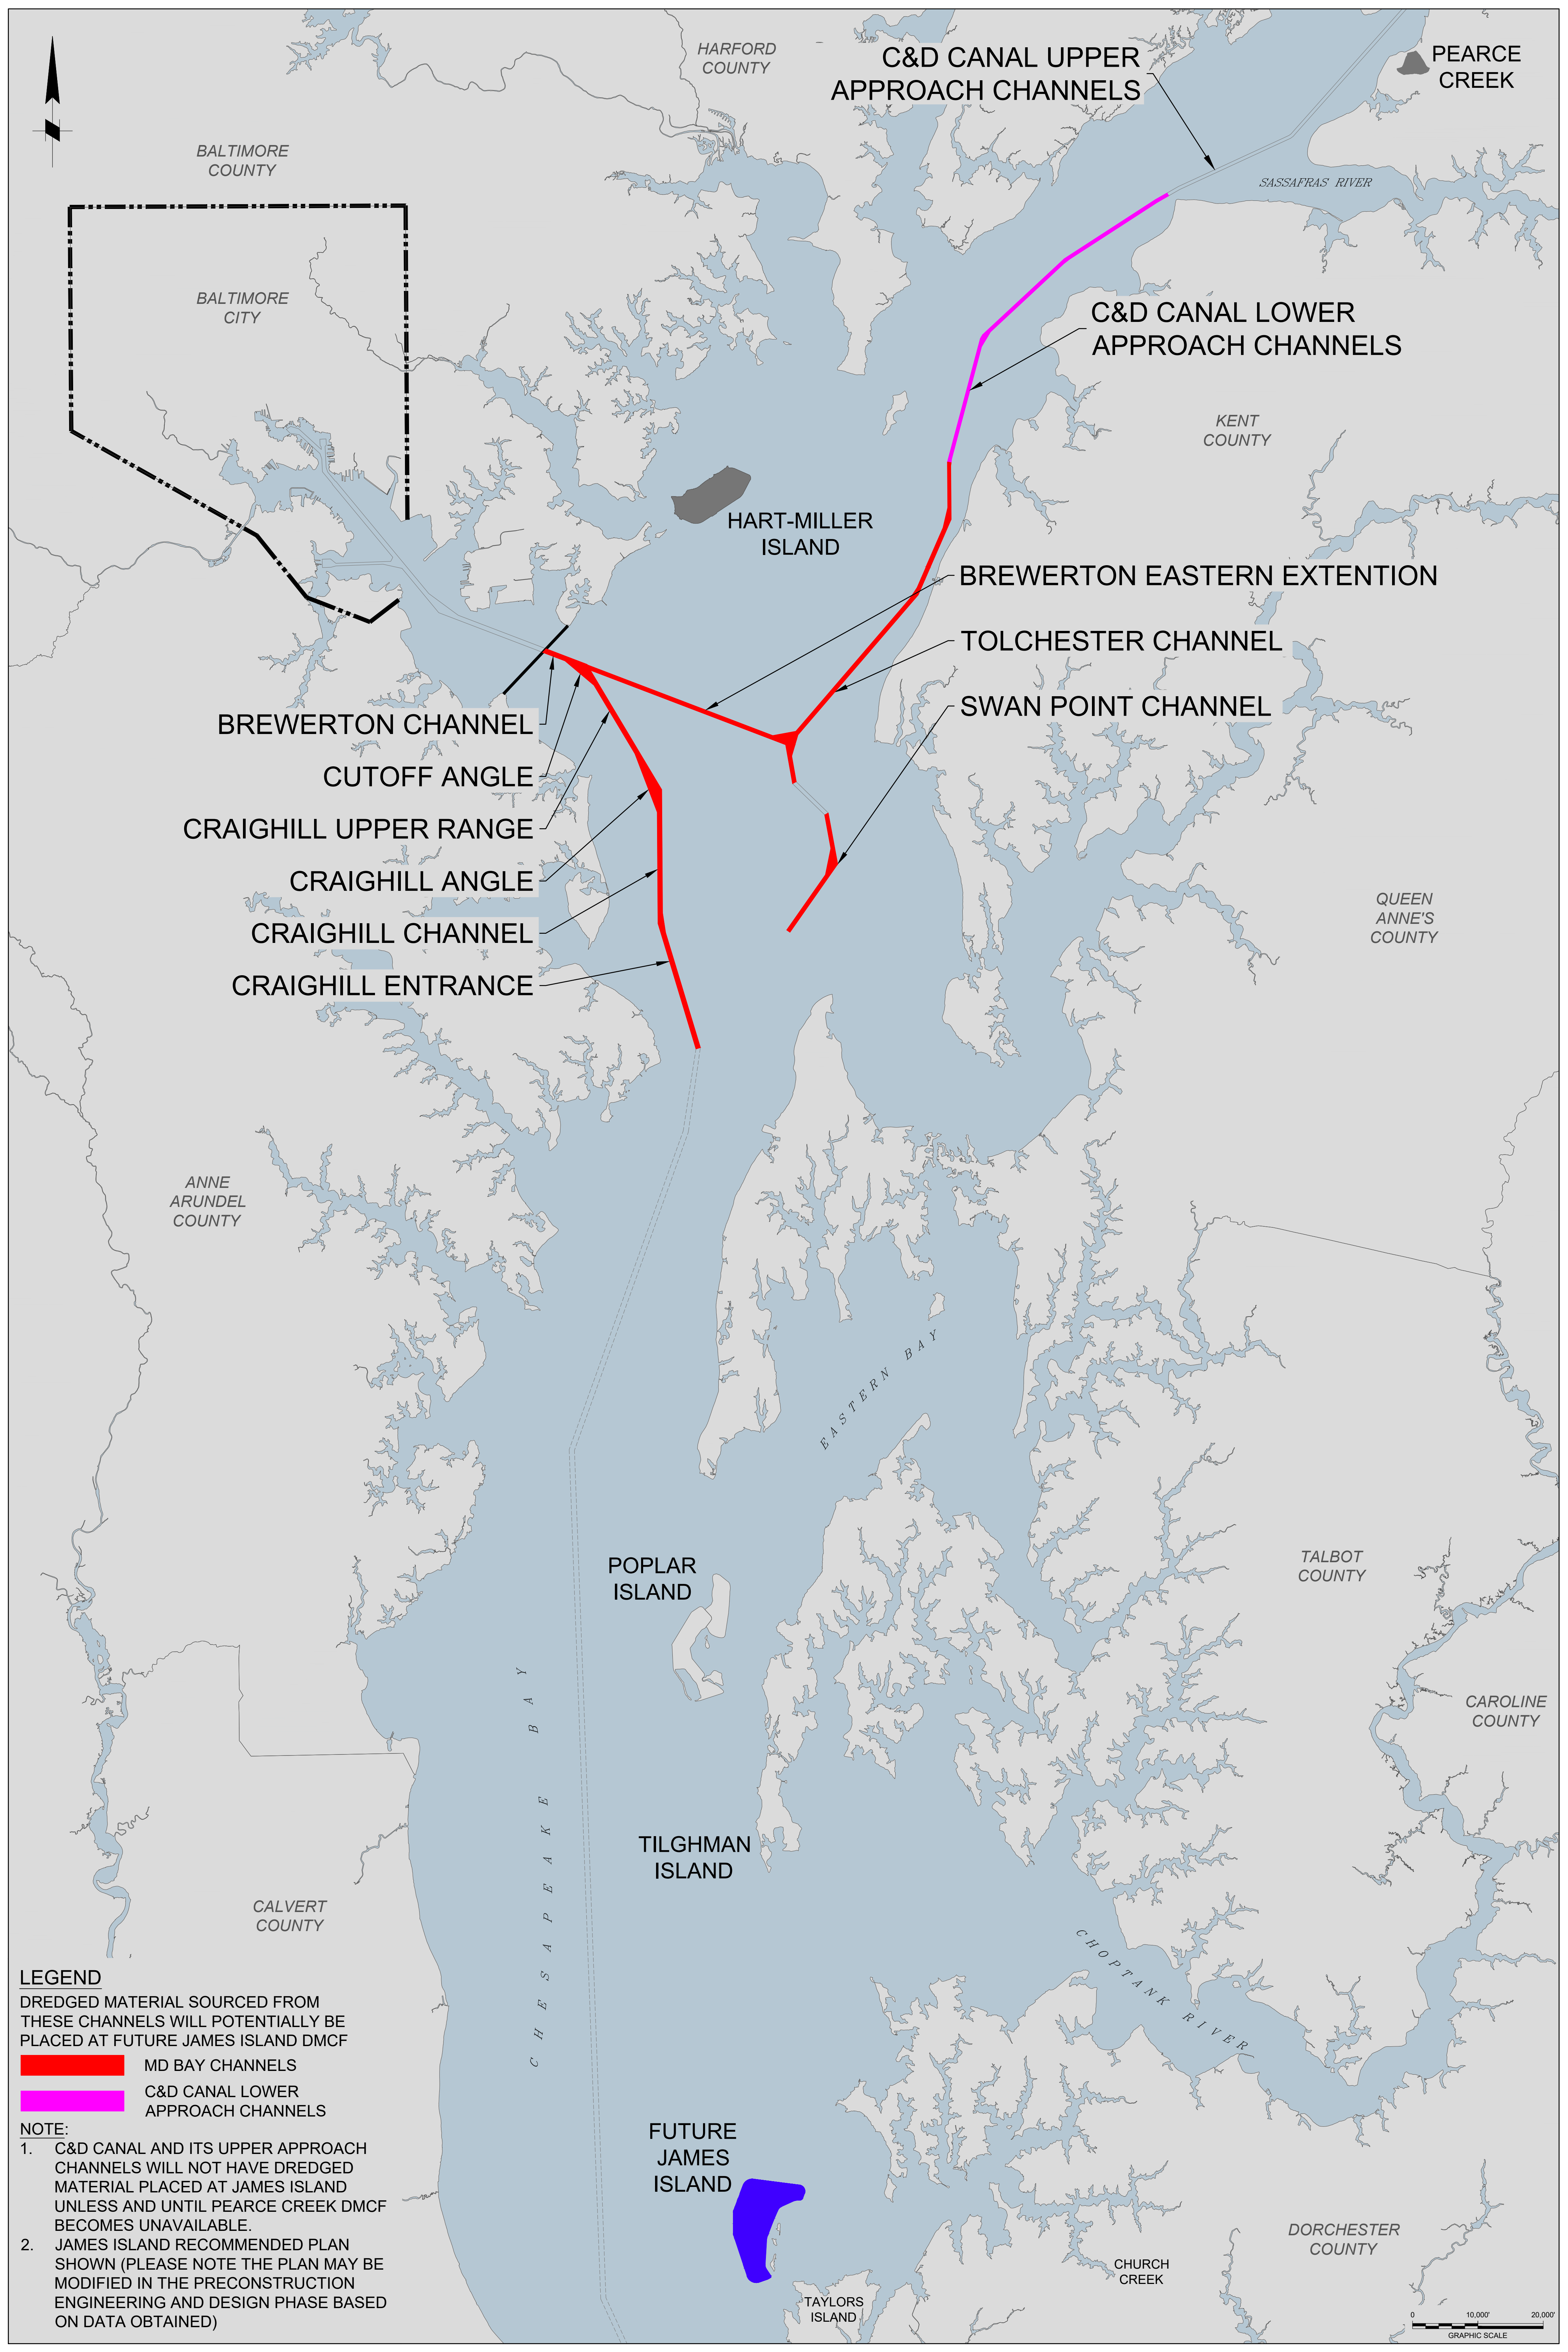 HARFORD
COUNTY
C&D CANAL UPPER
APPROACH CHANNELS
PEARCE
CREEK
BALTIMORE
COUNTY
SASSAFRAS RIVER
BALTIMORE
CITY
C&D CANAL LOWER
APPROACH CHANNELS
KENT
COUNTY
HART-MILLER
ISLAND
BREWERTON EASTERN EXTENTION
TOLCHESTER CHANNEL
SWAN POINT CHANNEL
BREWERTON CHANNEL
CUTOFF ANGLE
CRAIGHILL UPPER RANGE
CRAIGHILL ANGLE
CRAIGHILL CHANNEL
CRAIGHILL ENTRANCE
QUEEN
ANNE'S
COUNTY
ANNE
ARUNDEL
COUNTY
EASTERN BAY
POPLAR
ISLAND
TALBOT
COUNTY
CAROLINE
COUNTY
CHESAPEAKE BAY
TILGHMAN
ISLAND
CALVERT
COUNTY
CHOPTANK RIVER
LEGEND
DREDGED MATERIAL SOURCED FROM
THESE CHANNELS WILL POTENTIALLY BE
PLACED AT FUTURE JAMES ISLAND DMCF
MD BAY CHANNELS
C&D CANAL LOWER
APPROACH CHANNELS
NOTE:
1. C&D CANAL AND ITS UPPER APPROACH
CHANNELS WILL NOT HAVE DREDGED
MATERIAL PLACED AT JAMES ISLAND
UNLESS AND UNTIL PEARCE CREEK DMCF
BECOMES UNAVAILABLE.
2. JAMES ISLAND RECOMMENDED PLAN
SHOWN (PLEASE NOTE THE PLAN MAY BE
MODIFIED IN THE PRECONSTRUCTION
ENGINEERING AND DESIGN PHASE BASED
ON DATA OBTAINED)
FUTURE
JAMES
ISLAND
DORCHESTER
COUNTY
CHURCH
CREEK
TAYLORS
ISLAND
0 10,000' 20,000'
GRAPHIC SCALE